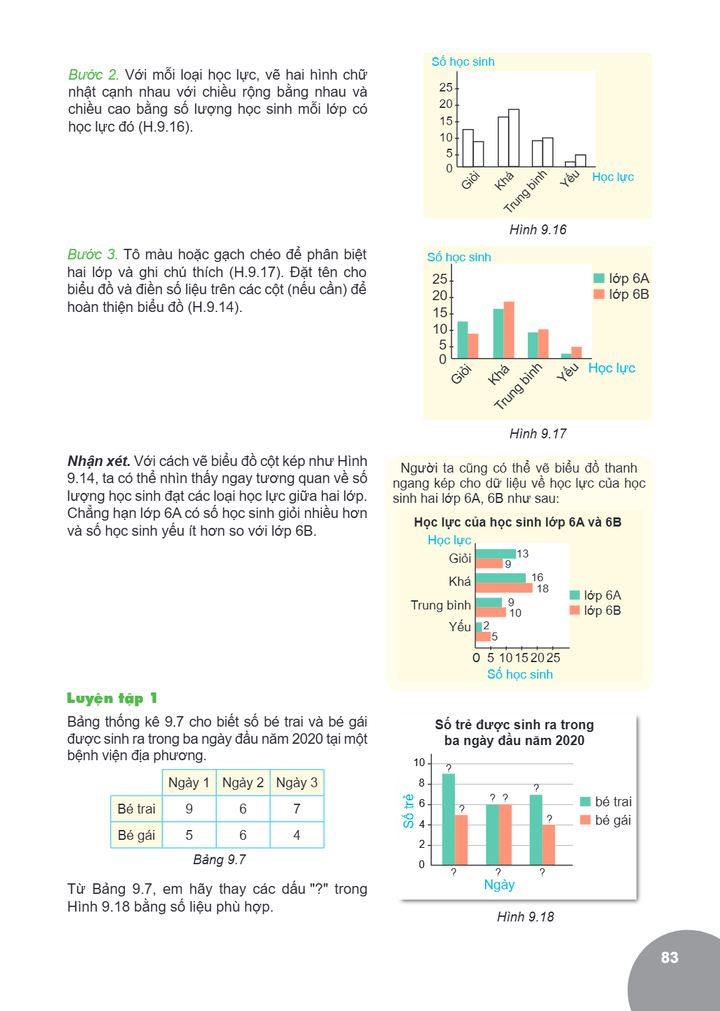 Bước 2. Với mỗi loại học lực, vẽ hai hình chữ
nhật cạnh nhau với chiều rộng bằng nhau và
chiều cao bằng số lượng học sinh mỗi lớp có
học lực đó (H.9.16).
Số học sinh
25
20
15
10
5
0
Giỏi
Khá
Trung bình
Yếu
Học lực
Hình 9.16
Bước 3. Tô màu hoặc gạch chéo để phân biệt
hai lớp và ghi chú thích (H.9.17). Đặt tên cho
biểu đồ và điền số liệu trên các cột (nếu cần) để
hoàn thiện biểu đồ (H.9.14).
Số học sinh
25
20
15
10
5
0
Giỏi
Khá
Trung bình
Yếu
Học lực
lớp 6A
lớp 6B
Hình 9.17
Nhận xét. Với cách vẽ biểu đồ cột kép như Hình
9.14, ta có thể nhìn thấy ngay tương quan về số
lượng học sinh đạt các loại học lực giữa hai lớp.
Chẳng hạn lớp 6A có số học sinh giỏi nhiều hơn
và số học sinh yếu ít hơn so với lớp 6B.
Người ta cũng có thể vẽ biểu đồ thanh
ngang kép cho dữ liệu về học lực của học
sinh hai lớp 6A, 6B như sau:
Học lực của học sinh lớp 6A và 6B
Học lực
Giỏi 13
9
Khá 16
18
Trung bình 9
10
Yếu 2
5
0 5 10 15 20 25
Số học sinh
lớp 6A
lớp 6B
Luyện tập 1
Bảng thống kê 9.7 cho biết số bé trai và bé gái
được sinh ra trong ba ngày đầu năm 2020 tại một
bệnh viện địa phương.
Ngày 1 Ngày 2 Ngày 3
Bé trai 9 6 7
Bé gái 5 6 4
Bảng 9.7
Từ Bảng 9.7, em hãy thay các dấu "?" trong
Hình 9.18 bằng số liệu phù hợp.
Số trẻ được sinh ra trong
ba ngày đầu năm 2020
Số trẻ
10
8
6
4
2
0
? ? ? ? ? ?
? ? ?
Ngày
bé trai
bé gái
Hình 9.18
83